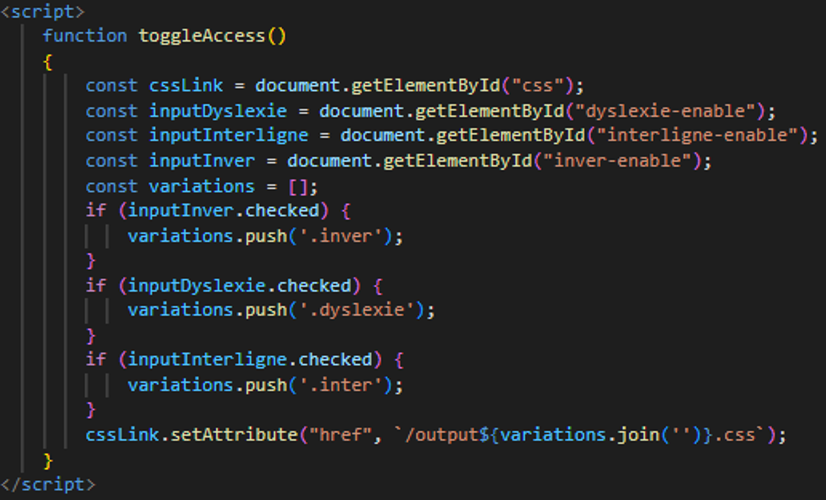 <script>
function toggleAccess()
{
const cssLink = document.getElementById("css");
const inputDyslexie = document.getElementById("dyslexie-enable");
const inputInterligne = document.getElementById("interligne-enable");
const inputInver = document.getElementById("inver-enable");
const variations = [];
if (inputInver.checked) {
variations.push('.inver');
}
if (inputDyslexie.checked) {
variations.push('.dyslexie');
}
if (inputInterligne.checked) {
variations.push('.inter');
}
cssLink.setAttribute("href", `/output${variations.join('')}.css`);
}
</script>